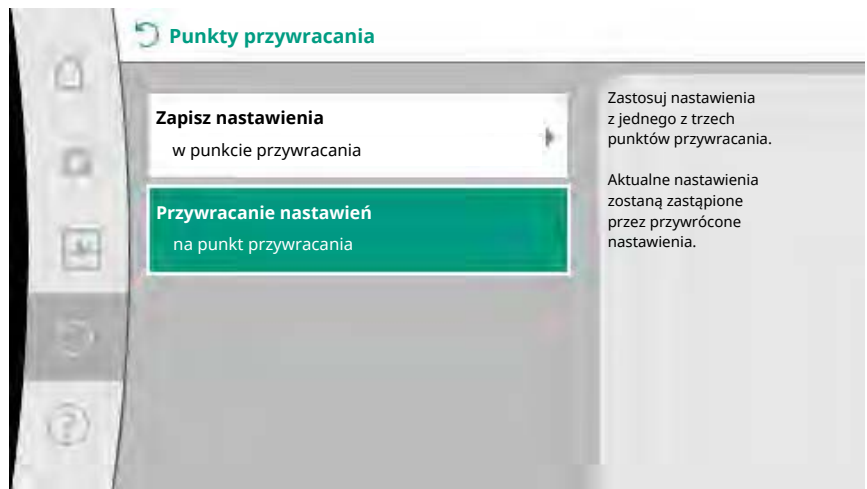 Punkty przywracania
Zapisz nastawienia
w punkcie przywracania
Przywracanie nastawień
na punkt przywracania
Zastosuj nastawienia
z jednego z trzech
punktów przywracania.
Aktualne nastawienia
zostaną zastąpione
przez przywrócone
nastawienia.